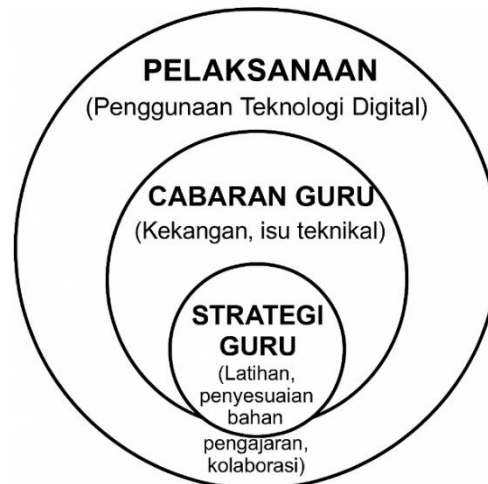 PELAKSANAAN
(Penggunaan Teknologi Digital)
CABARAN GURU
(Kekangan, isu teknikal)
STRATEGI
GURU
(Latihan,
penyesuaian
bahan
pengajaran,
kolaborasi)